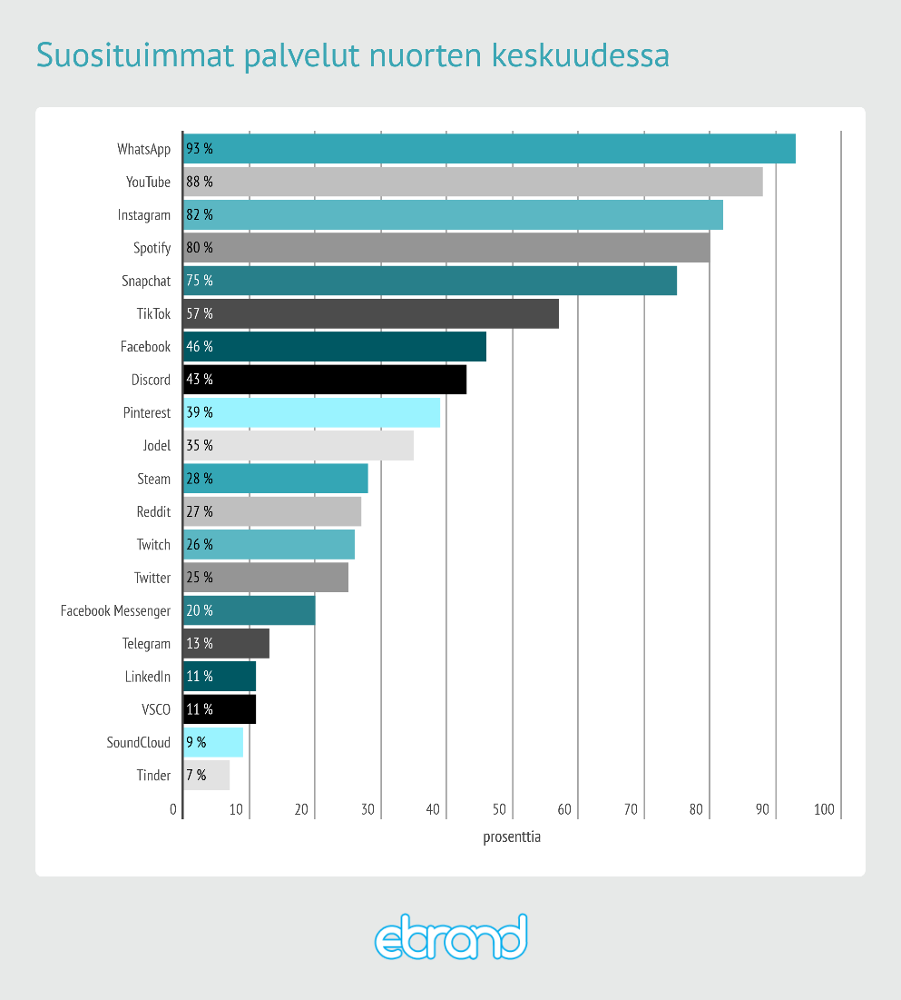 Suosituimmat palvelut nuorten keskuudessa
WhatsApp 93 %
YouTube 88 %
Instagram 82 %
Spotify 80 %
Snapchat 75 %
TikTok 57 %
Facebook 46 %
Discord 43 %
Pinterest 39 %
Jodel 35 %
Steam 28 %
Reddit 27 %
Twitch 26 %
Twitter 25 %
Facebook Messenger 20 %
Telegram 13 %
LinkedIn 11 %
VSCO 11 %
SoundCloud 9 %
Tinder 7 %
0 10 20 30 40 50 60 70 80 90 100
prosenttia
ebrand